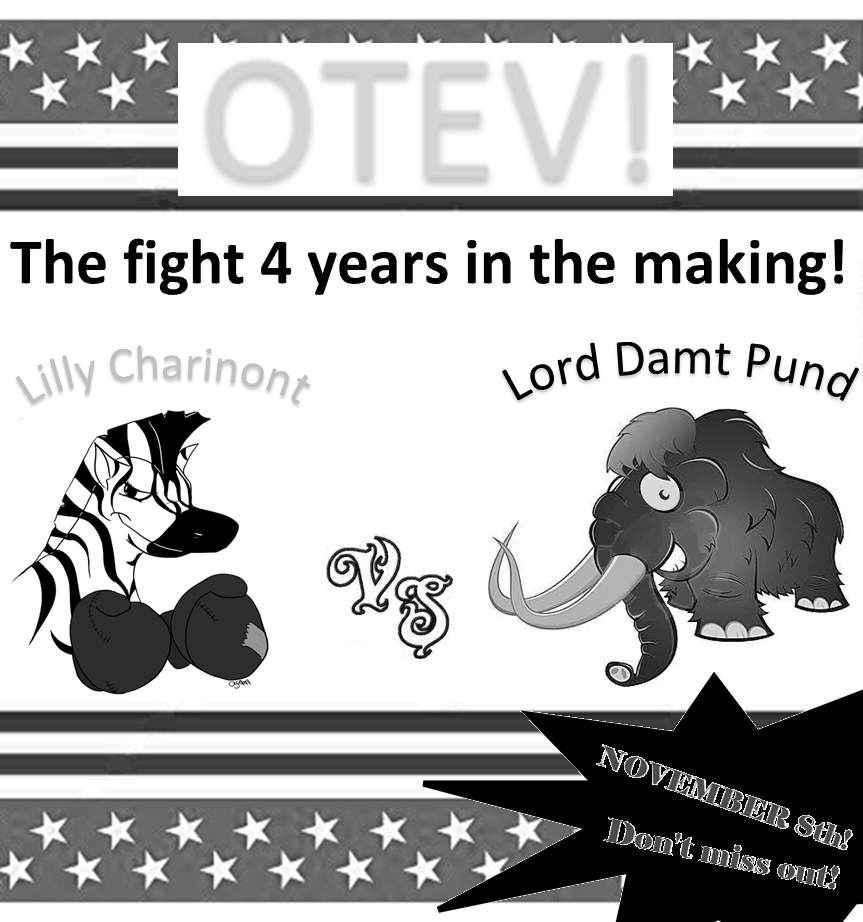 OTEV!
The fight 4 years in the making!
Lilly Charinont
Lord Damt Pund
Vs
NOVEMBER 8th!
Don't miss out!